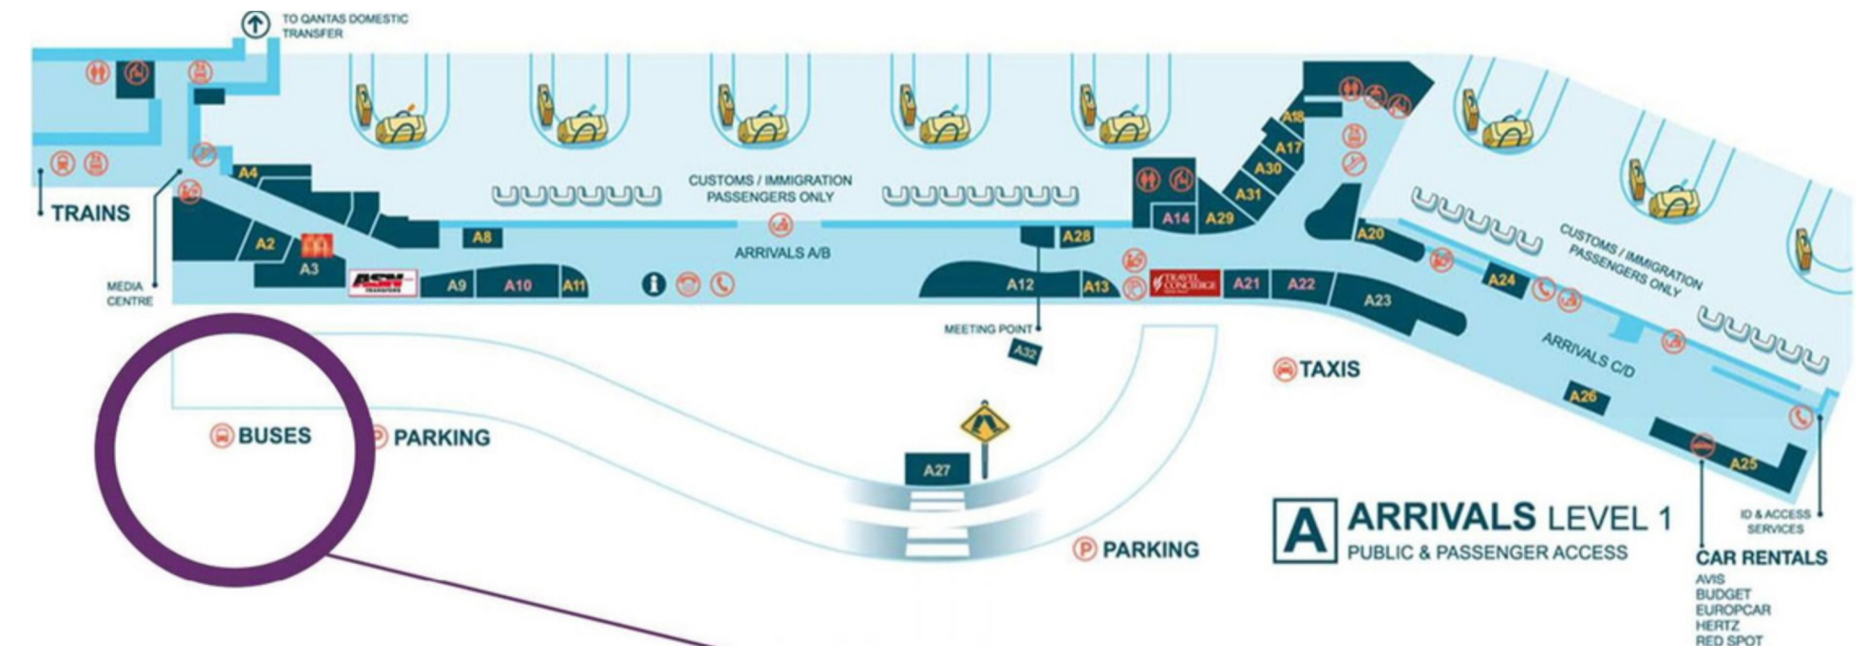 TO QANTAS DOMESTIC
TRANSFER
TRAINS
MEDIA
CENTRE
A4
A2
A3
ASN
TRANSFERS
A8
A9
A10
A11
CUSTOMS / IMMIGRATION
PASSENGERS ONLY
ARRIVALS A/B
A12
A28
A13
MEETING POINT
A32
A14
A29
A31
A30
A17
A18
TRAVEL
CONCIERGE
A21
A22
A23
A20
A24
CUSTOMS / IMMIGRATION
PASSENGERS ONLY
ARRIVALS C/D
A26
A25
TAXIS
BUSES
P PARKING
A27
P PARKING
A ARRIVALS LEVEL 1
PUBLIC & PASSENGER ACCESS
ID & ACCESS
SERVICES
CAR RENTALS
AVIS
BUDGET
EUROPCAR
HERTZ
RED SPOT